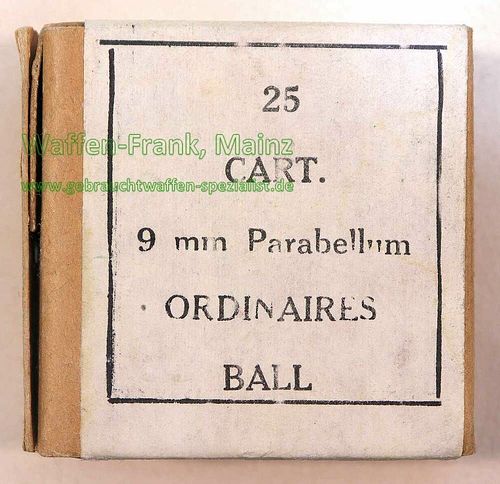 25
Waffen-Frank, Mainz
CART.
www.gebrauchtwaffen-spezialist.de
9 mm Parabellum
ORDINAIRES
BALL